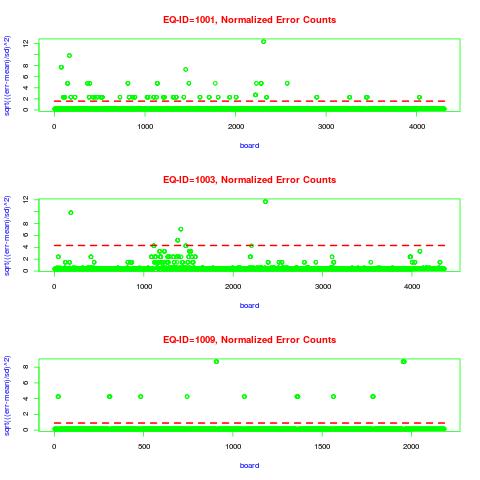 EQ-ID=1001, Normalized Error Counts
sqrt(((err-mean)/sd)^2)
12
8
6
4
2
0
0 1000 2000 3000 4000
board
EQ-ID=1003, Normalized Error Counts
sqrt(((err-mean)/sd)^2)
12
8
6
4
2
0
0 1000 2000 3000 4000
board
EQ-ID=1009, Normalized Error Counts
sqrt(((err-mean)/sd)^2)
8
6
4
2
0
0 500 1000 1500 2000
board